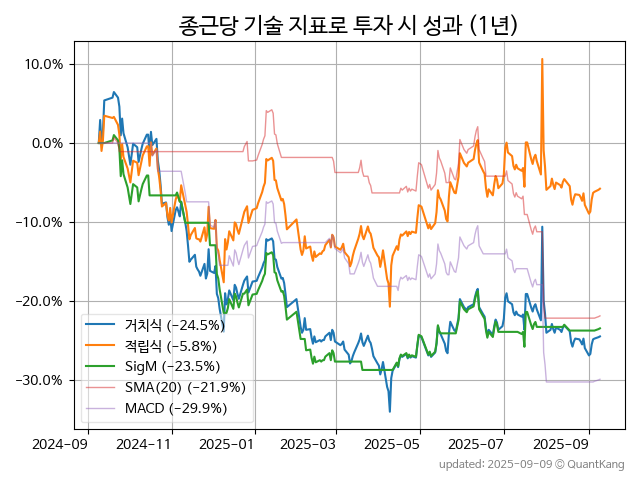 종근당 기술 지표로 투자 시 성과 (1년)
10.0%
0.0%
−10.0%
−20.0%
−30.0%
거치식 (−24.5%)
적립식 (−5.8%)
SigM (−23.5%)
SMA(20) (−21.9%)
MACD (−29.9%)
2024-09
2024-11
2025-01
2025-03
2025-05
2025-07
2025-09
updated: 2025-09-09 © QuantKang